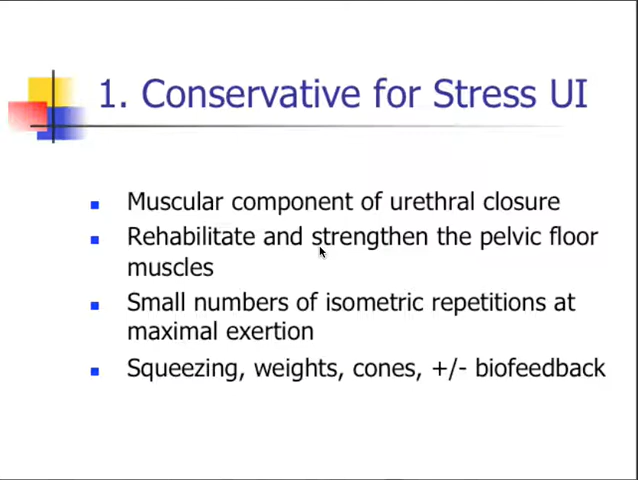 1. Conservative for Stress UI
Muscular component of urethral closure
Rehabilitate and strengthen the pelvic floor
muscles
Small numbers of isometric repetitions at
maximal exertion
Squeezing, weights, cones, +/- biofeedback